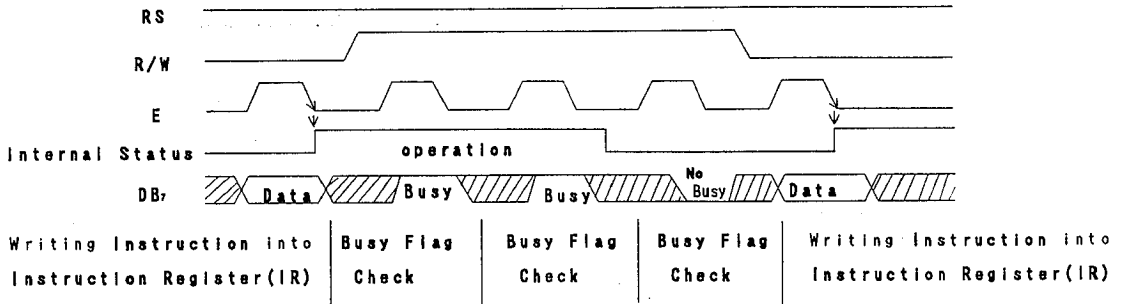 RS
R/W
E
Internal Status operation
DB7 Data Busy Busy No Busy Data
Writing Instruction into Busy Flag Busy Flag Busy Flag Writing Instruction into
Instruction Register(IR) Check Check Check Instruction Register(IR)